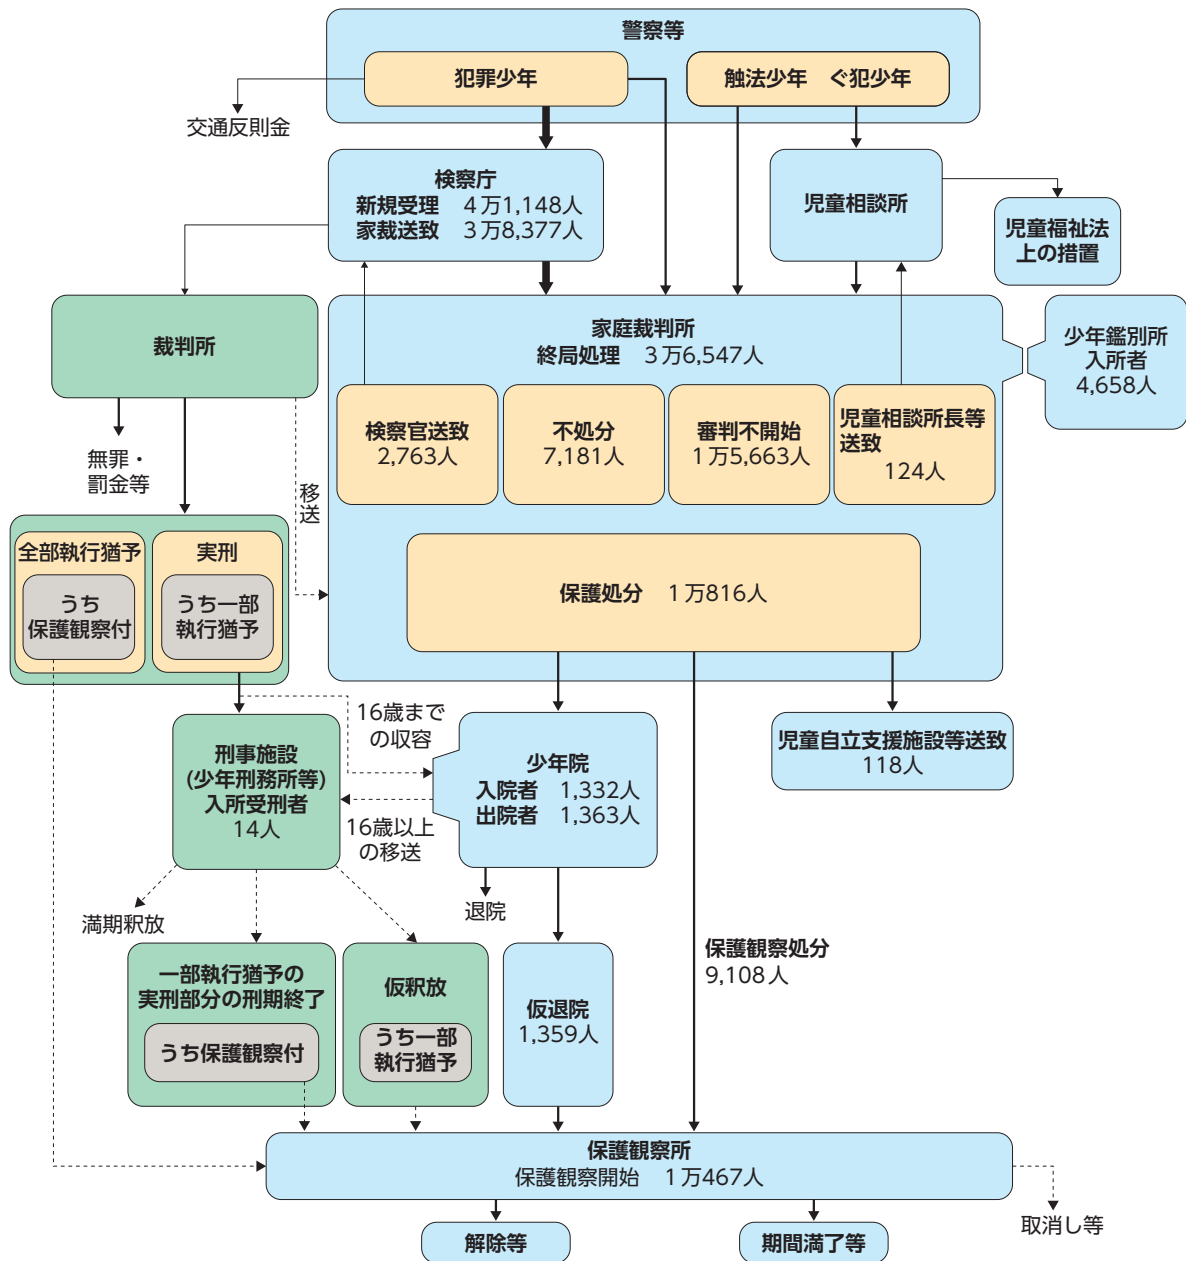 警察等
犯罪少年
触法少年　ぐ犯少年
交通反則金
検察庁
新規受理　4万1,148人
家裁送致　3万8,377人
児童相談所
児童福祉法
上の措置
裁判所
家庭裁判所
終局処理　3万6,547人
少年鑑別所
入所者
4,658人
検察官送致
2,763人
不処分
7,181人
審判不開始
1万5,663人
児童相談所長等
送致
124人
無罪・
罰金等
移送
全部執行猶予
うち
保護観察付
実刑
うち一部
執行猶予
保護処分　1万816人
16歳まで
の収容
刑事施設
(少年刑務所等)
入所受刑者
14人
少年院
入院者　1,332人
出院者　1,363人
児童自立支援施設等送致
118人
16歳以上
の移送
満期釈放
退院
一部執行猶予の
実刑部分の刑期終了
うち保護観察付
仮釈放
うち一部
執行猶予
仮退院
1,359人
保護観察処分
9,108人
保護観察所
保護観察開始　1万467人
取消し等
解除等
期間満了等